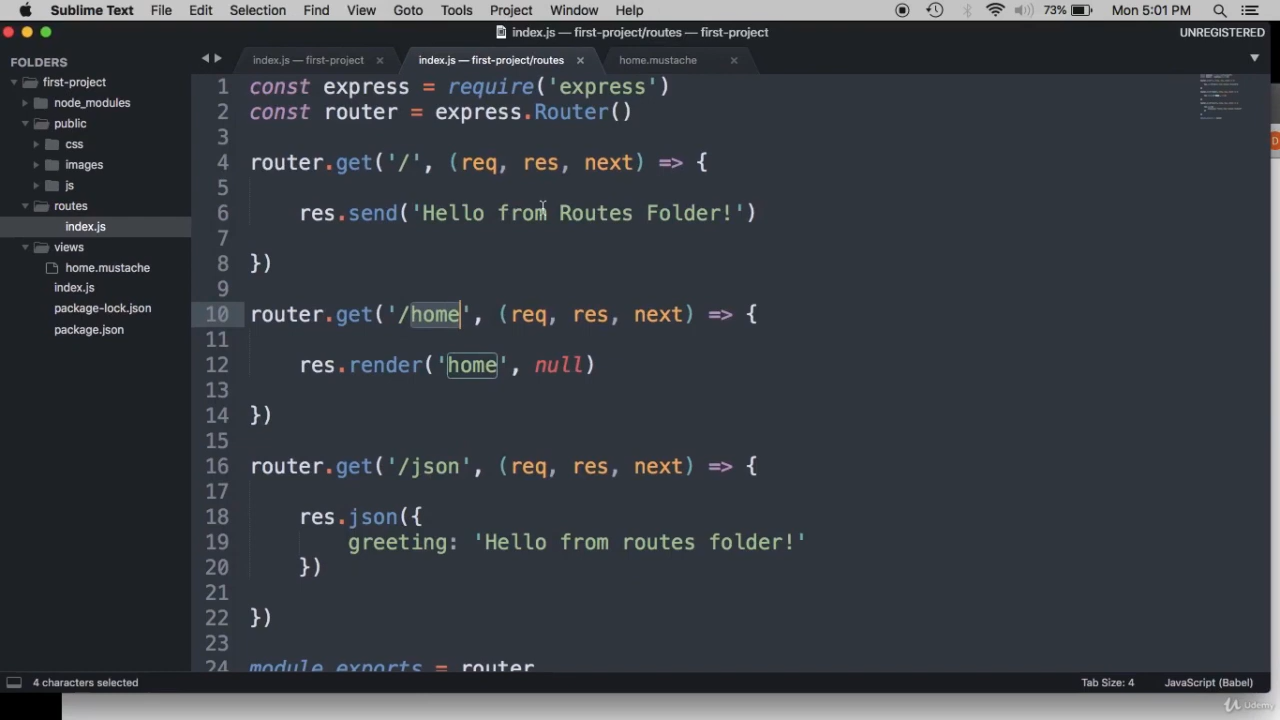 Sublime Text File Edit Selection Find View Goto Tools Project Window Help 73% Mon 5:01 PM
index.js — first-project/routes — first-project UNREGISTERED
FOLDERS
first-project
node_modules
public
css
images
js
routes
index.js
views
home.mustache
index.js
package-lock.json
package.json
index.js — first-project index.js — first-project/routes home.mustache
1 const express = require('express')
2 const router = express.Router()
3
4 router.get('/', (req, res, next) => {
5
6 res.send('Hello from Routes Folder!')
7
8 })
9
10 router.get('/home', (req, res, next) => {
11
12 res.render('home', null)
13
14 })
15
16 router.get('/json', (req, res, next) => {
17
18 res.json({
19 greeting: 'Hello from routes folder!'
20 })
21
22 })
23
24 module.exports = router
4 characters selected Tab Size: 4 JavaScript (Babel)
Udemy